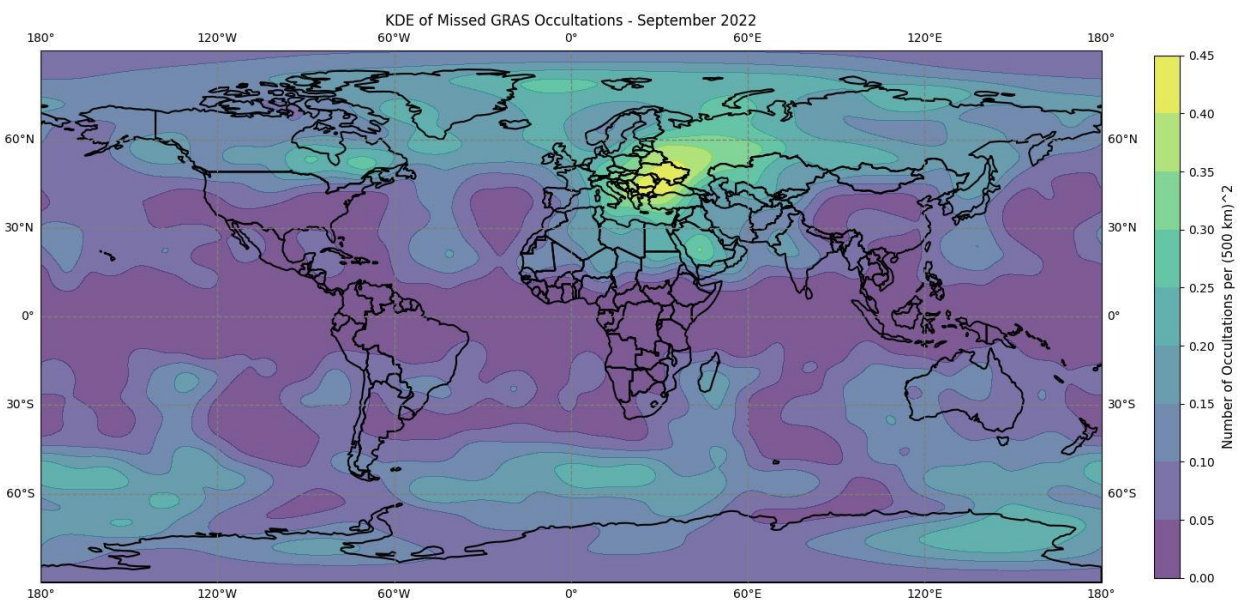 KDE of Missed GRAS Occultations - September 2022
180° 120°W 60°W 0° 60°E 120°E 180°
0.45
0.40
60°N 60°N
0.35
30°N 30°N
0.30
0.25
0° 0°
0.20
30°S 30°S
0.15
0.10
60°S 60°S
0.05
0.00
180° 120°W 60°W 0° 60°E 120°E 180°
Number of Occultations per (500 km)^2